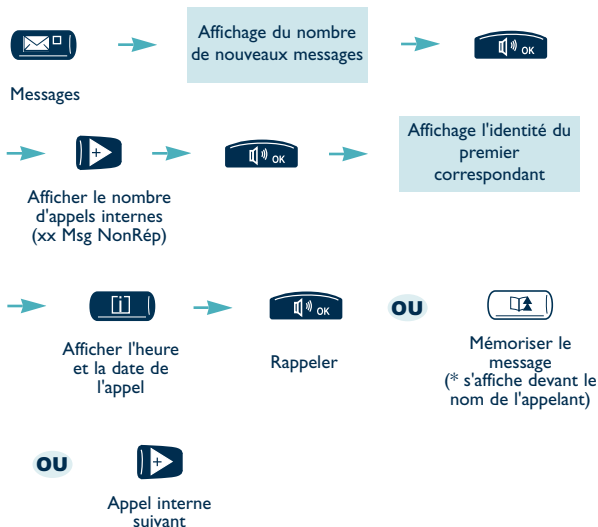 Affichage du nombre
de nouveaux messages
OK
Messages
+
OK
Affichage l'identité du
premier
correspondant
Afficher le nombre
d'appels internes
(xx Msg NonRép)
i
OK
OU
Afficher l'heure
et la date de
l'appel
Rappeler
Mémoriser le
message
(* s'affiche devant le
nom de l'appelant)
OU
+
Appel interne
suivant